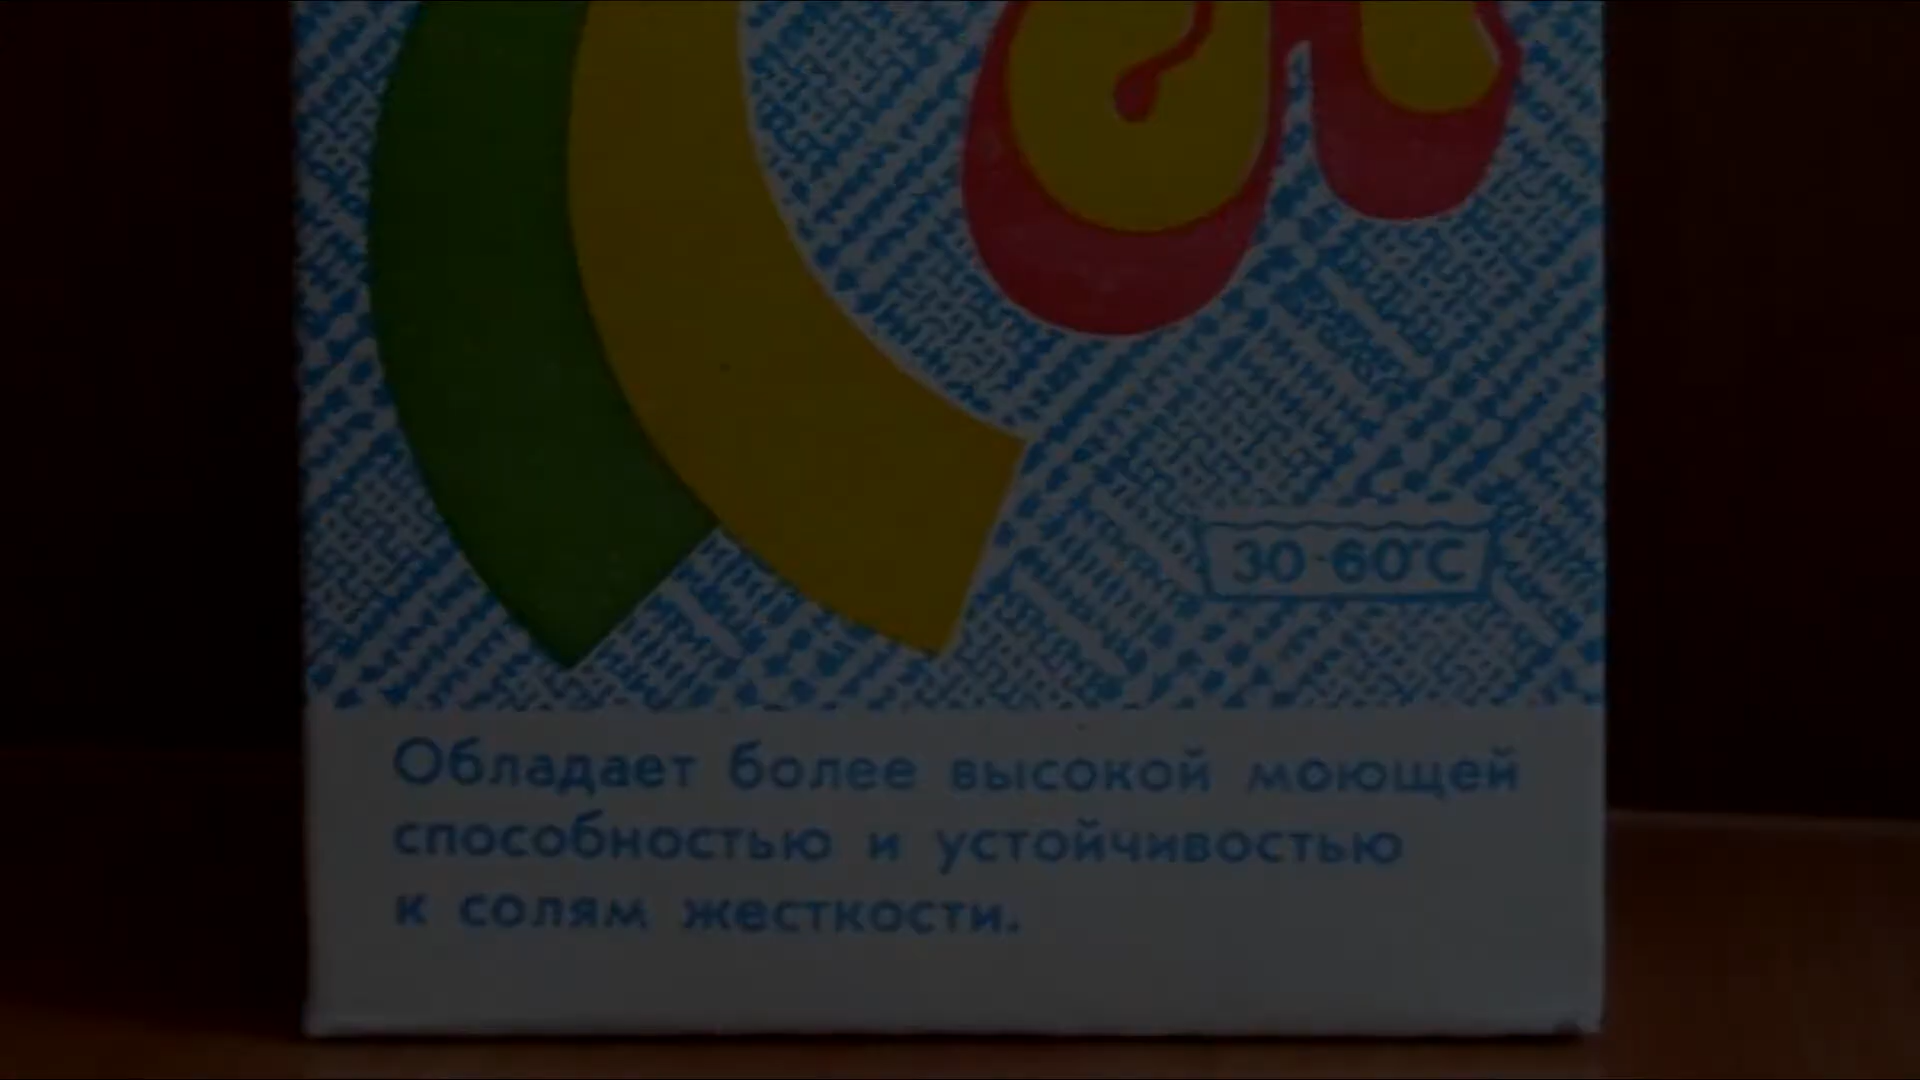 30-60°C
Обладает более высокой моющей
способностью и устойчивостью
к солям жесткости.